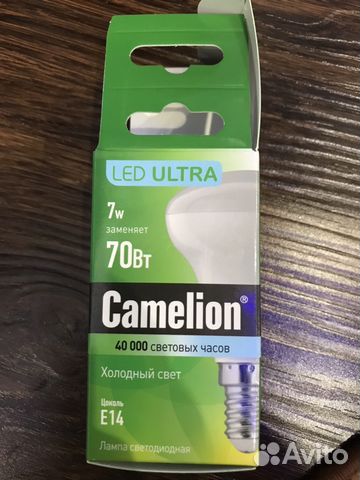 LED ULTRA
7w
заменяет
70Вт
Camelion®
40 000 световых часов
Холодный свет
Цоколь
E14
Лампа светодиодная
Avito